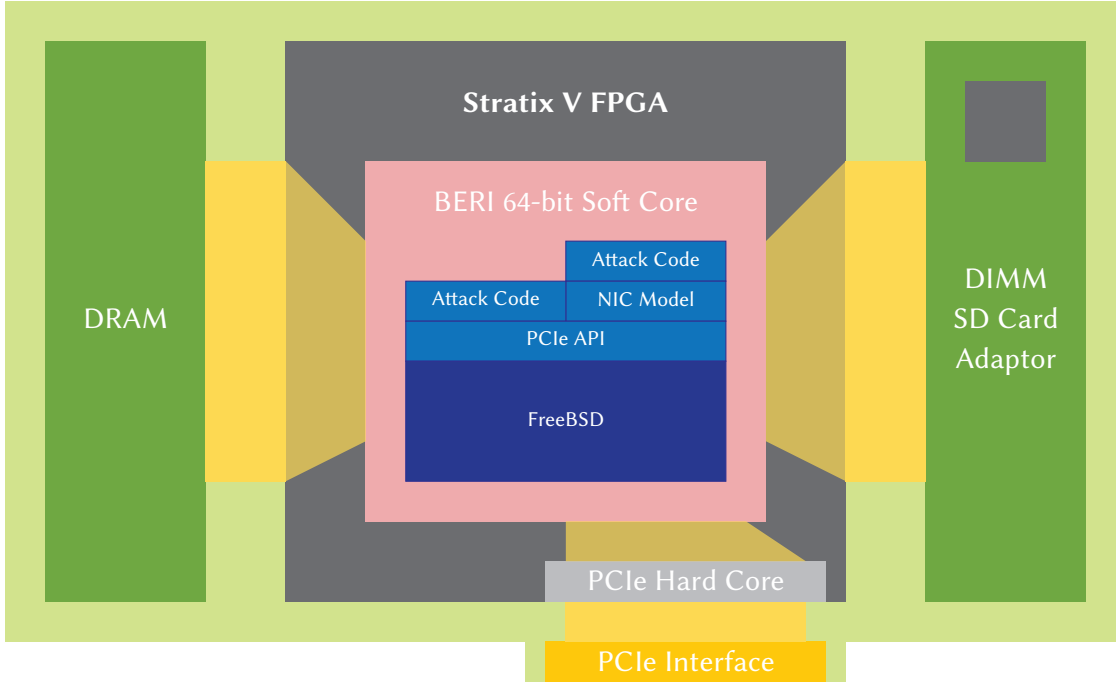 Stratix V FPGA
BERI 64-bit Soft Core
Attack Code
Attack Code
NIC Model
PCIe API
FreeBSD
DRAM
DIMM
SD Card
Adaptor
PCIe Hard Core
PCIe Interface